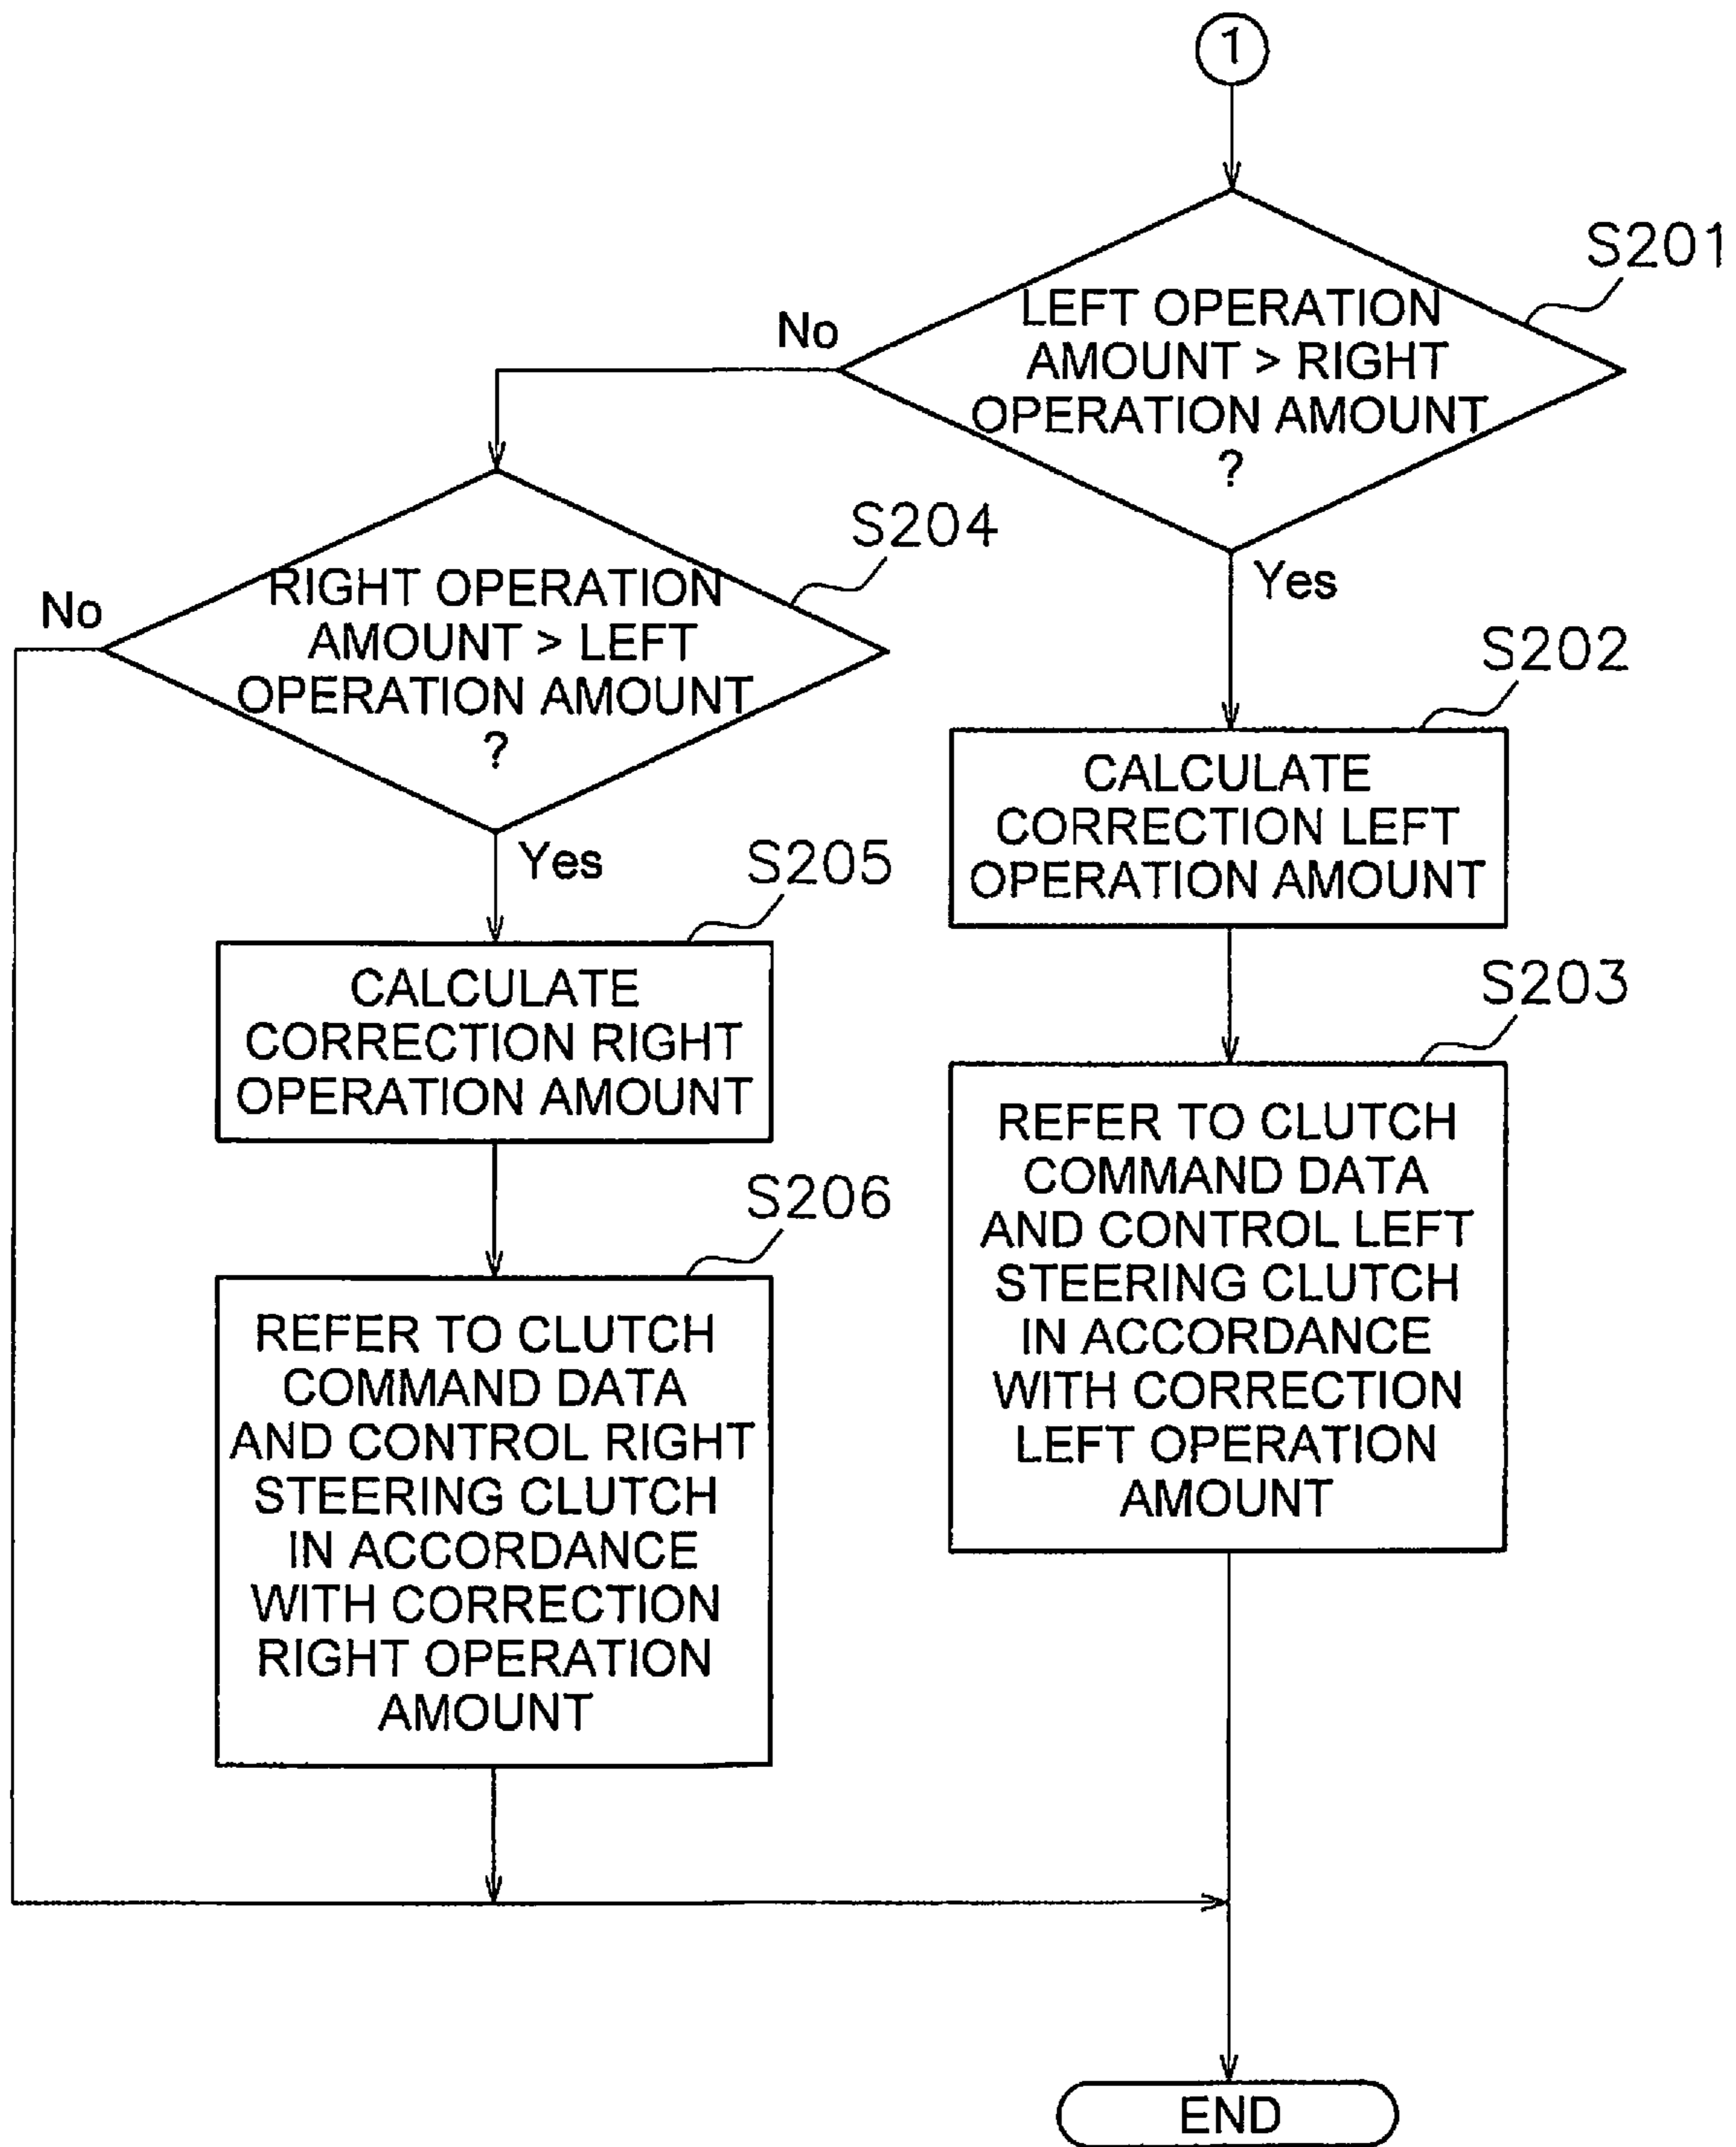 1
S201
LEFT OPERATION
AMOUNT > RIGHT
OPERATION AMOUNT
?
No
Yes
S204
RIGHT OPERATION
AMOUNT > LEFT
OPERATION AMOUNT
?
No
Yes
S202
CALCULATE
CORRECTION LEFT
OPERATION AMOUNT
S203
REFER TO CLUTCH
COMMAND DATA
AND CONTROL LEFT
STEERING CLUTCH
IN ACCORDANCE
WITH CORRECTION
LEFT OPERATION
AMOUNT
S205
CALCULATE
CORRECTION RIGHT
OPERATION AMOUNT
S206
REFER TO CLUTCH
COMMAND DATA
AND CONTROL RIGHT
STEERING CLUTCH
IN ACCORDANCE
WITH CORRECTION
RIGHT OPERATION
AMOUNT
END